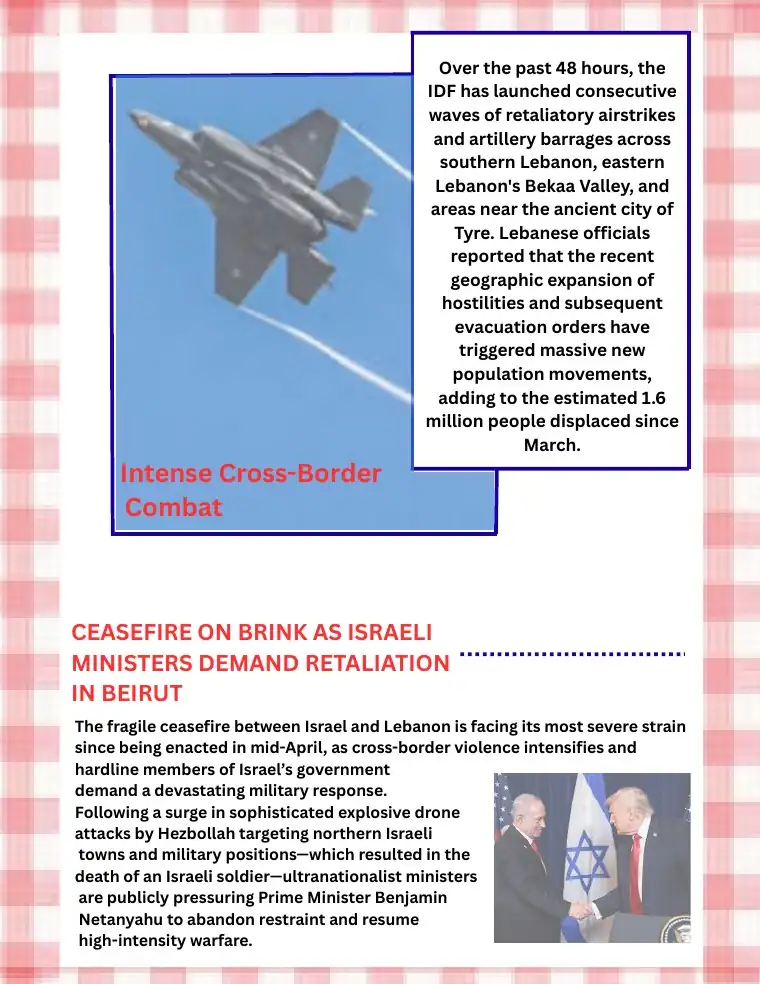 Over the past 48 hours, the
IDF has launched consecutive
waves of retaliatory airstrikes
and artillery barrages across
southern Lebanon, eastern
Lebanon's Bekaa Valley, and
areas near the ancient city of
Tyre. Lebanese officials
reported that the recent
geographic expansion of
hostilities and subsequent
evacuation orders have
triggered massive new
population movements,
adding to the estimated 1.6
million people displaced since
March.
Intense Cross-Border
Combat
CEASEFIRE ON BRINK AS ISRAELI
MINISTERS DEMAND RETALIATION
IN BEIRUT
The fragile ceasefire between Israel and Lebanon is facing its most severe strain
since being enacted in mid-April, as cross-border violence intensifies and
hardline members of Israel’s government
demand a devastating military response.
Following a surge in sophisticated explosive drone
attacks by Hezbollah targeting northern Israeli
towns and military positions—which resulted in the
death of an Israeli soldier—ultranationalist ministers
are publicly pressuring Prime Minister Benjamin
Netanyahu to abandon restraint and resume
high-intensity warfare.